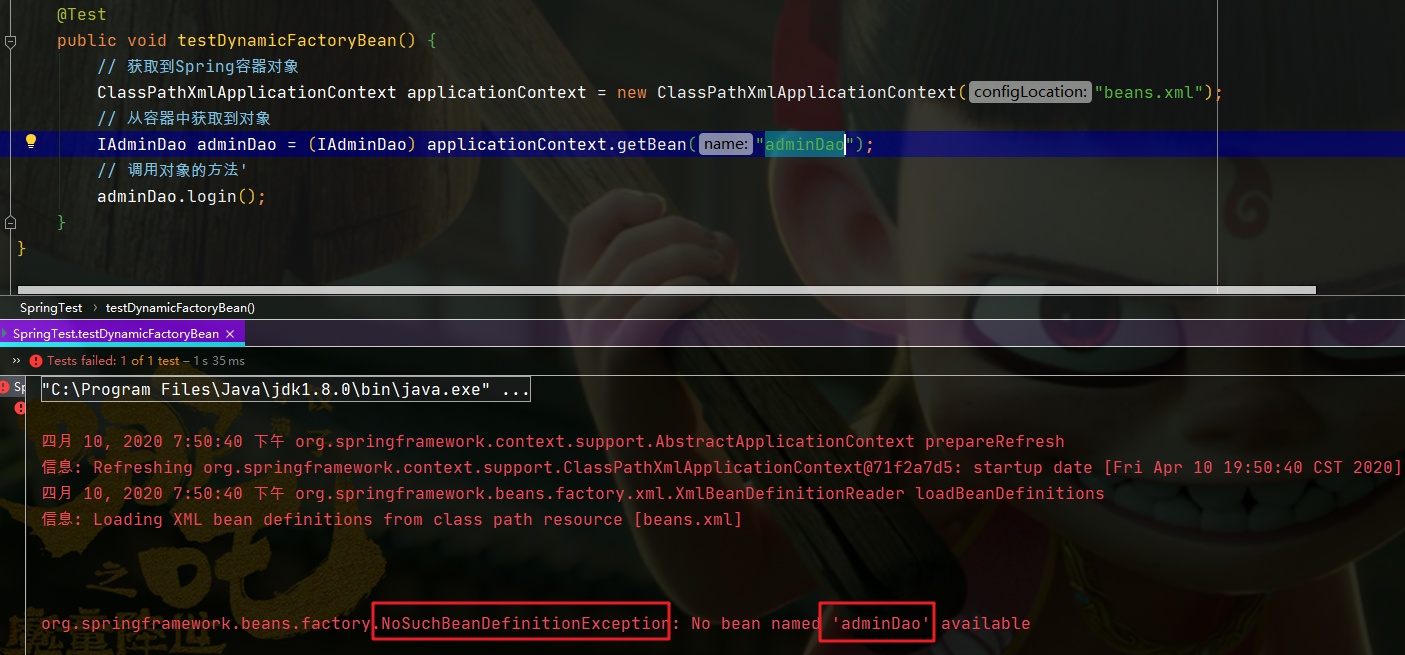 @Test
public void testDynamicFactoryBean() {
// 获取到Spring容器对象
ClassPathXmlApplicationContext applicationContext = new ClassPathXmlApplicationContext( configLocation: "beans.xml");
// 从容器中获取到对象
IAdminDao adminDao = (IAdminDao) applicationContext.getBean( name: "adminDao");
// 调用对象的方法'
adminDao.login();
}
}
SpringTest › testDynamicFactoryBean()
SpringTest.testDynamicFactoryBean ×
» Tests failed: 1 of 1 test – 1 s 35 ms
Sp
"C:\Program Files\Java\jdk1.8.0\bin\java.exe" ...
四月 10, 2020 7:50:40 下午 org.springframework.context.support.AbstractApplicationContext prepareRefresh
信息: Refreshing org.springframework.context.support.ClassPathXmlApplicationContext@71f2a7d5: startup date [Fri Apr 10 19:50:40 CST 2020]
四月 10, 2020 7:50:40 下午 org.springframework.beans.factory.xml.XmlBeanDefinitionReader loadBeanDefinitions
信息: Loading XML bean definitions from class path resource [beans.xml]
org.springframework.beans.factory.NoSuchBeanDefinitionException: No bean named 'adminDao' available
哪吒
之
魔童降世